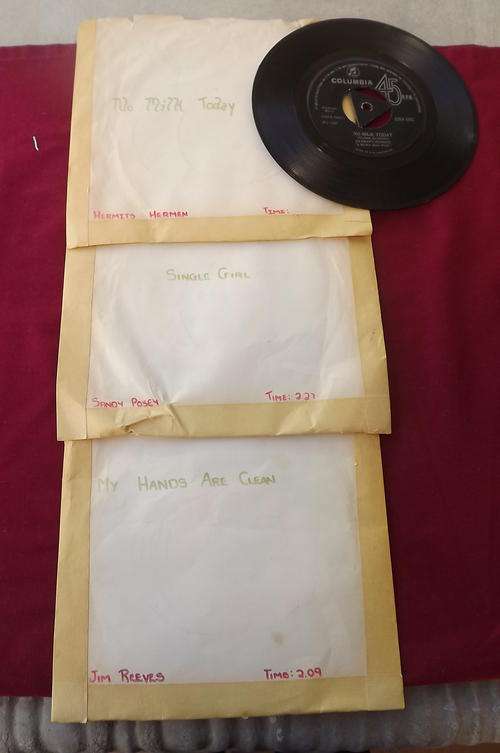 No Milk Today
HERMITS HERMEN
TIME:
COLUMBIA
45
RPM
NO MILK TODAY
SINGLE GIRL
SANDY POSEY
TIME: 2.27
MY HANDS ARE CLEAN
JIM REEVES
TIME: 2.09